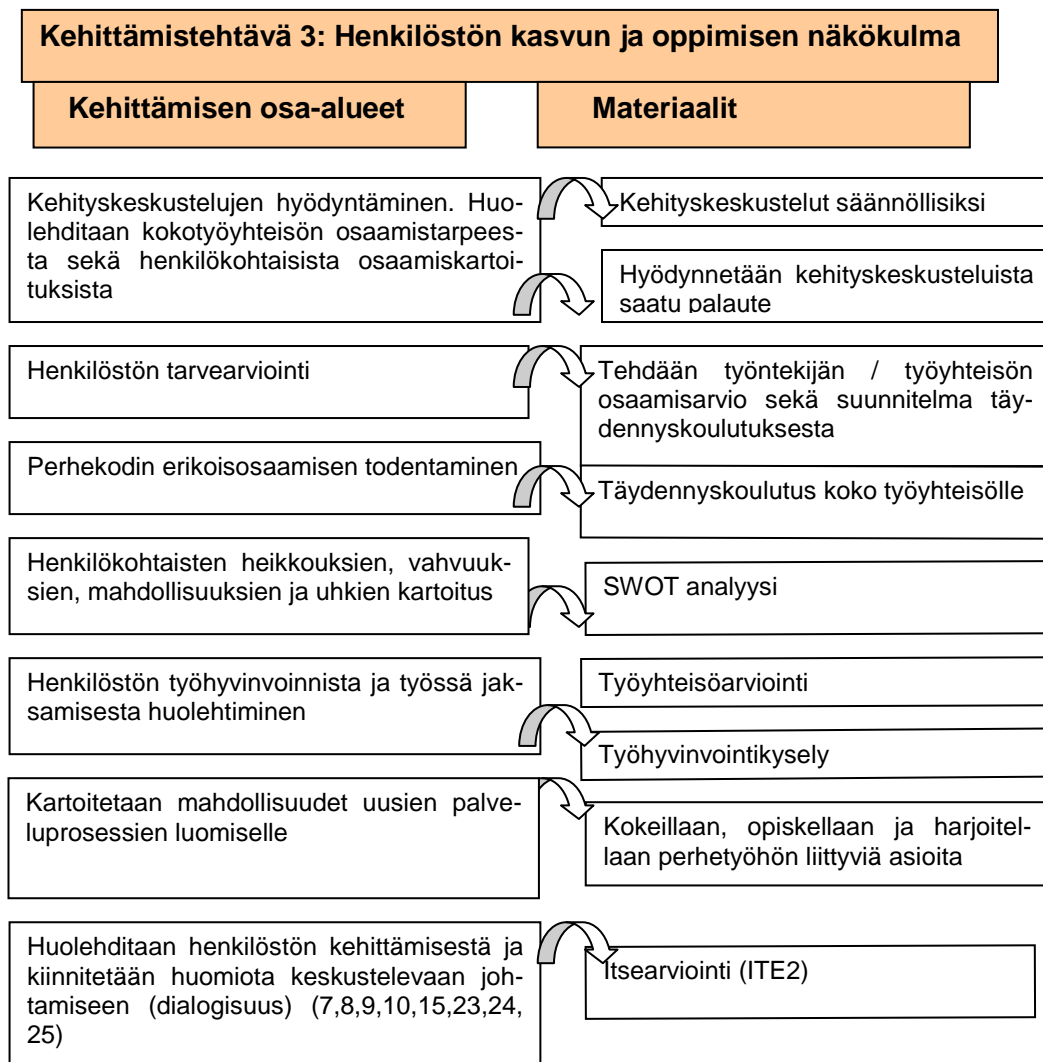 Kehittämistehtävä 3: Henkilöstön kasvun ja oppimisen näkökulma
Kehittämisen osa-alueet
Materiaalit
Kehityskeskustelujen hyödyntäminen. Huo-
lehditaan kokotyöyhteisön osaamistarpees-
ta sekä henkilökohtaisista osaamiskartoi-
tuksista
Kehityskeskustelut säännöllisiksi
Hyödynnetään kehityskeskusteluista
saatu palaute
Henkilöstön tarvearviointi
Tehdään työntekijän / työyhteisön
osaamisarvio sekä suunnitelma täy-
dennyskoulutuksesta
Perhekodin erikoisosaamisen todentaminen
Täydennyskoulutus koko työyhteisölle
Henkilökohtaisten heikkouksien, vahvuuk-
sien, mahdollisuuksien ja uhkien kartoitus
SWOT analyysi
Henkilöstön työhyvinvoinnista ja työssä jak-
samisesta huolehtiminen
Työyhteisöarviointi
Työhyvinvointikysely
Kartoitetaan mahdollisuudet uusien palve-
luprosessien luomiselle
Kokeillaan, opiskellaan ja harjoitel-
laan perhetyöhön liittyviä asioita
Huolehditaan henkilöstön kehittämisestä ja
kiinnitetään huomiota keskustelevaan joh-
tamiseen (dialogisuus) (7,8,9,10,15,23,24,
25)
Itsearviointi (ITE2)